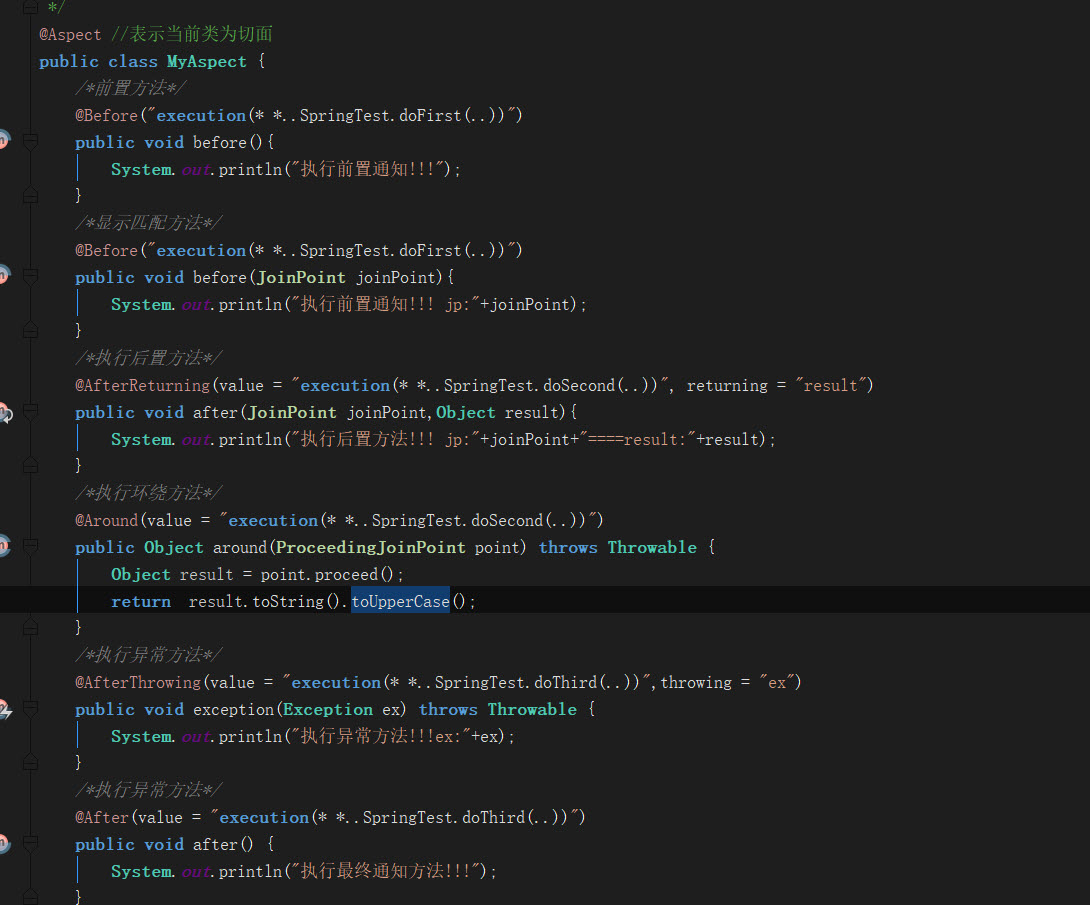 */
@Aspect //表示当前类为切面
public class MyAspect {
/*前置方法*/
@Before("execution(* *..SpringTest.doFirst(..))")
public void before(){
System.out.println("执行前置通知!!!");
}
/*显示匹配方法*/
@Before("execution(* *..SpringTest.doFirst(..))")
public void before(JoinPoint joinPoint){
System.out.println("执行前置通知!!! jp:"+joinPoint);
}
/*执行后置方法*/
@AfterReturning(value = "execution(* *..SpringTest.doSecond(..))", returning = "result")
public void after(JoinPoint joinPoint,Object result){
System.out.println("执行后置方法!!! jp:"+joinPoint+"====result:"+result);
}
/*执行环绕方法*/
@Around(value = "execution(* *..SpringTest.doSecond(..))")
public Object around(ProceedingJoinPoint point) throws Throwable {
Object result = point.proceed();
return  result.toString().toUpperCase();
}
/*执行异常方法*/
@AfterThrowing(value = "execution(* *..SpringTest.doThird(..))",throwing = "ex")
public void exception(Exception ex) throws Throwable {
System.out.println("执行异常方法!!!ex:"+ex);
}
/*执行异常方法*/
@After(value = "execution(* *..SpringTest.doThird(..))")
public void after() {
System.out.println("执行最终通知方法!!!");
}